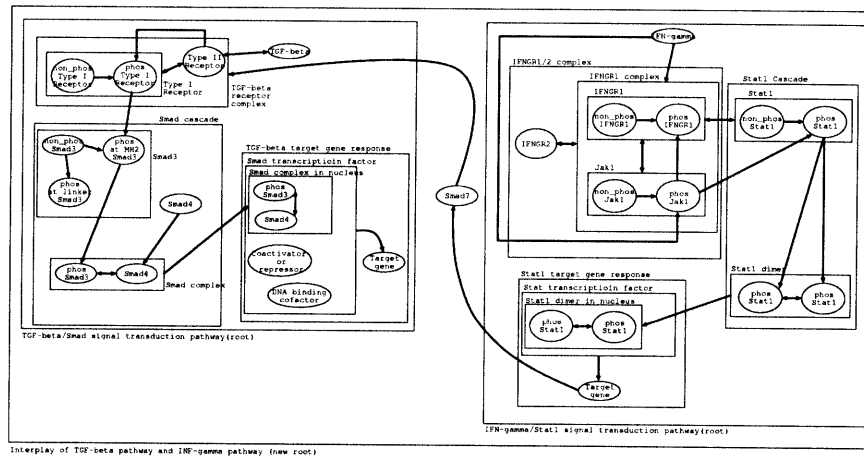 Type II
Receptor
TGF-beta
non_phos
Type I
Receptor
phos
Type I
Receptor
Type I
Receptor
TGF-beta
receptor
complex
Smad cascade
non_phos
Smad3
phos
at MH2
Smad3
Smad3
phos
at linker
Smad3
Smad4
phos
Smad3
Smad4
Smad complex
TGF-beta target gene response
Smad transcriptioin factor
Smad complex in nucleus
phos
Smad3
Smad4
Coactivator
or
repressor
DNA binding
cofactor
Target
gene
TGF-beta/Smad signal transduction pathway(root)
Smad7
IFN-gamma
IFNGR1/2 complex
IFNGR1 complex
IFNGR1
non_phos
IFNGR1
phos
IFNGR1
IFNGR2
Jak1
non_phos
Jak1
phos
Jak1
Stat1 Cascade
Stat1
non_phos
Stat1
phos
Stat1
Stat1 dimer
phos
Stat1
phos
Stat1
Stat1 target gene response
Stat transcriptioin factor
Stat1 dimer in nucleus
phos
Stat1
phos
Stat1
Target
gene
IFN-gamma/Stat1 signal transduction pathway(root)
Interplay of TGF-beta pathway and INF-gamma pathway (new root)